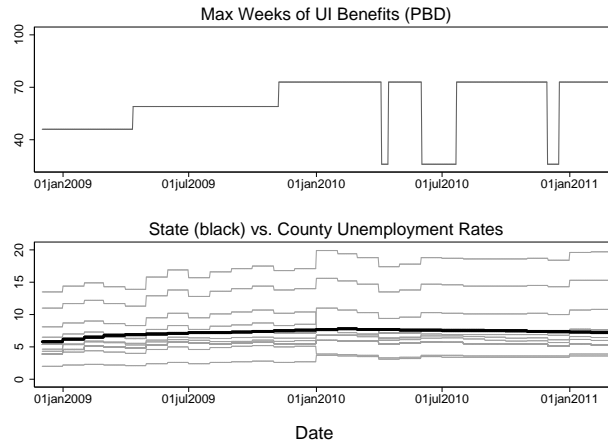 Max Weeks of UI Benefits (PBD)
100
70
40
01jan2009 01jul2009 01jan2010 01jul2010 01jan2011
State (black) vs. County Unemployment Rates
20
15
10
5
0
01jan2009 01jul2009 01jan2010 01jul2010 01jan2011
Date